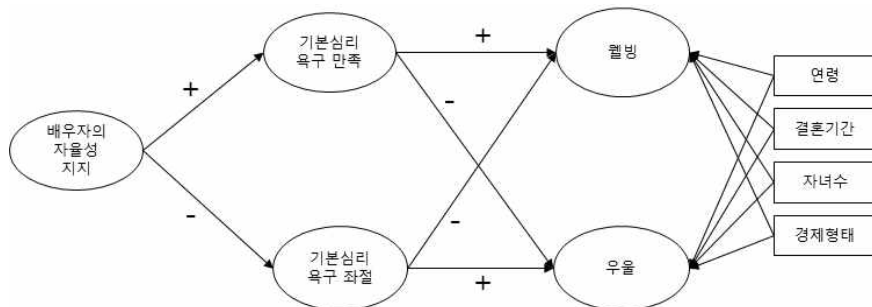 기본심리
욕구 만족
+
웰빙
연령
+
-
결혼기간
배우자의
자율성
지지
자녀수
-
-
경제형태
기본심리
욕구 좌절
+
우울